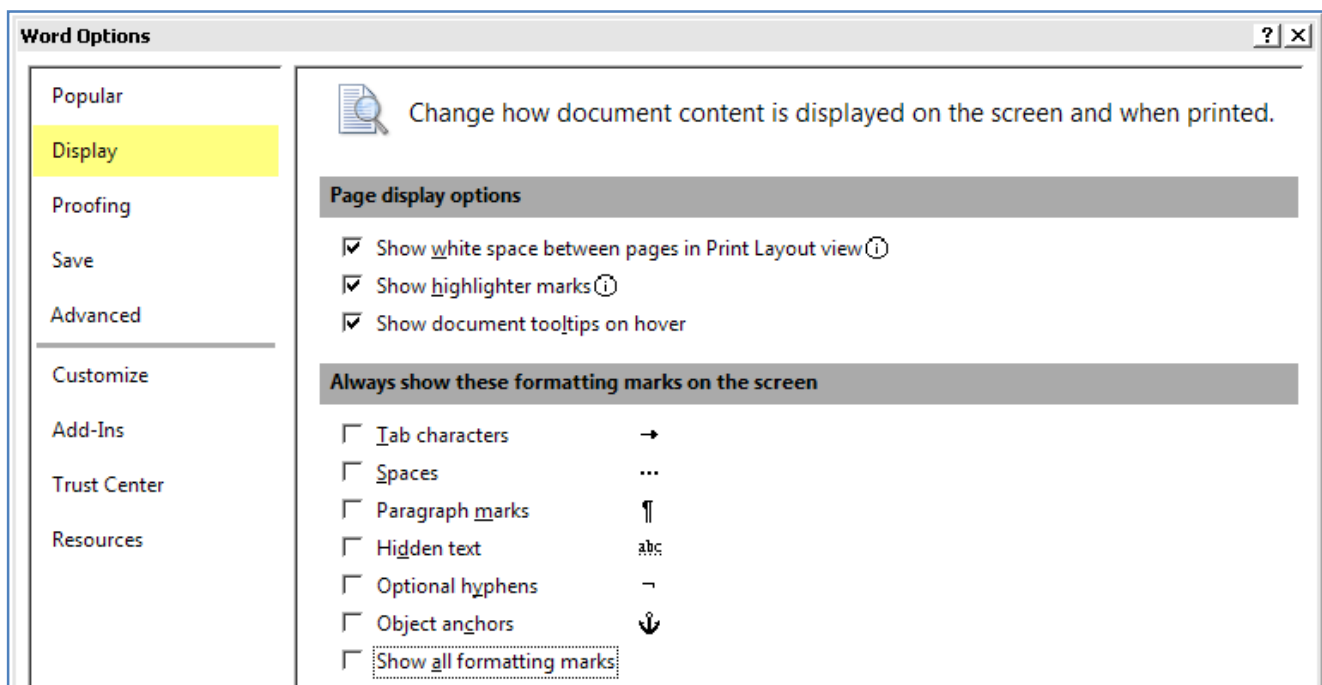 Word Options
Popular
Display
Proofing
Save
Advanced
Customize
Add-Ins
Trust Center
Resources
Change how document content is displayed on the screen and when printed.
Page display options
Show white space between pages in Print Layout view
Show highlighter marks
Show document tooltips on hover
Always show these formatting marks on the screen
Tab characters →
Spaces ...
Paragraph marks ¶
Hidden text abc
Optional hyphens ¬
Object anchors
Show all formatting marks